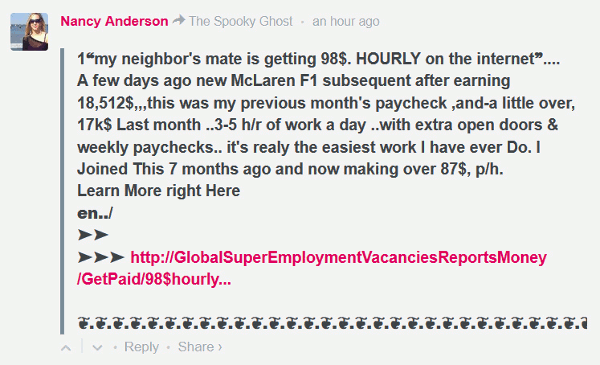 Nancy Anderson The Spooky Ghost · an hour ago
1❝my neighbor's mate is getting 98$. HOURLY on the internet❞....
A few days ago new McLaren F1 subsequent after earning
18,512$,,,this was my previous month's paycheck ,and-a little over,
17k$ Last month ..3-5 h/r of work a day ..with extra open doors &
weekly paychecks.. it's realy the easiest work I have ever Do. I
Joined This 7 months ago and now making over 87$, p/h.
Learn More right Here
en../
➤➤
➤➤➤ http://GlobalSuperEmploymentVacanciesReportsMoney
/GetPaid/98$hourly...
• Reply • Share ›